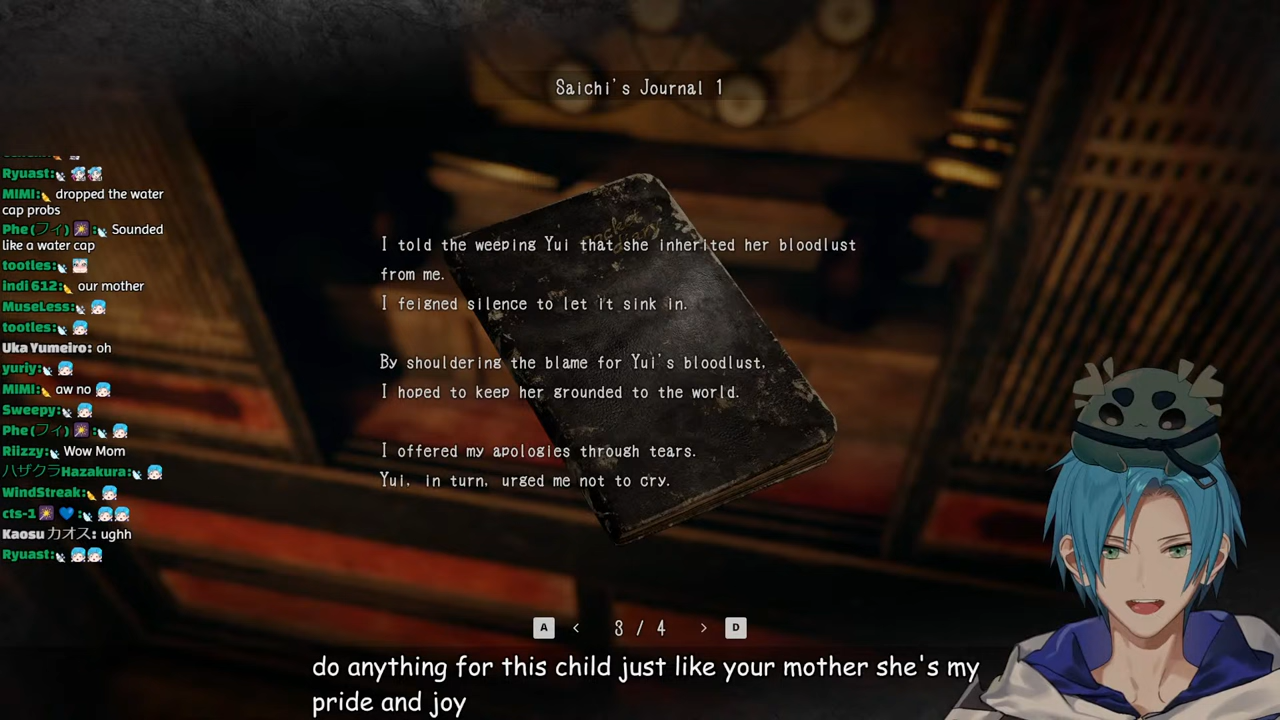 Saichi's Journal 1
Ryuast:
MIMI: dropped the water
cap probs
Phe(フィ) : Sounded
like a water cap
tootles:
indi 612: our mother
MuseLess:
tootles:
Uka Yumeiro: oh
yuriy:
MIMI: aw no
Sweepy:
Phe(フィ) :
Riizzy: Wow Mom
ハザクラHazakura:
WindStreak:
cts-1 :
Kaosu カオス: ughh
Ryuast:
I told the weeping Yui that she inherited her bloodlust
from me.
I feigned silence to let it sink in.
By shouldering the blame for Yui's bloodlust,
I hoped to keep her grounded to the world.
I offered my apologies through tears.
Yui, in turn, urged me not to cry.
A < 3 / 4 > D
do anything for this child just like your mother she's my
pride and joy